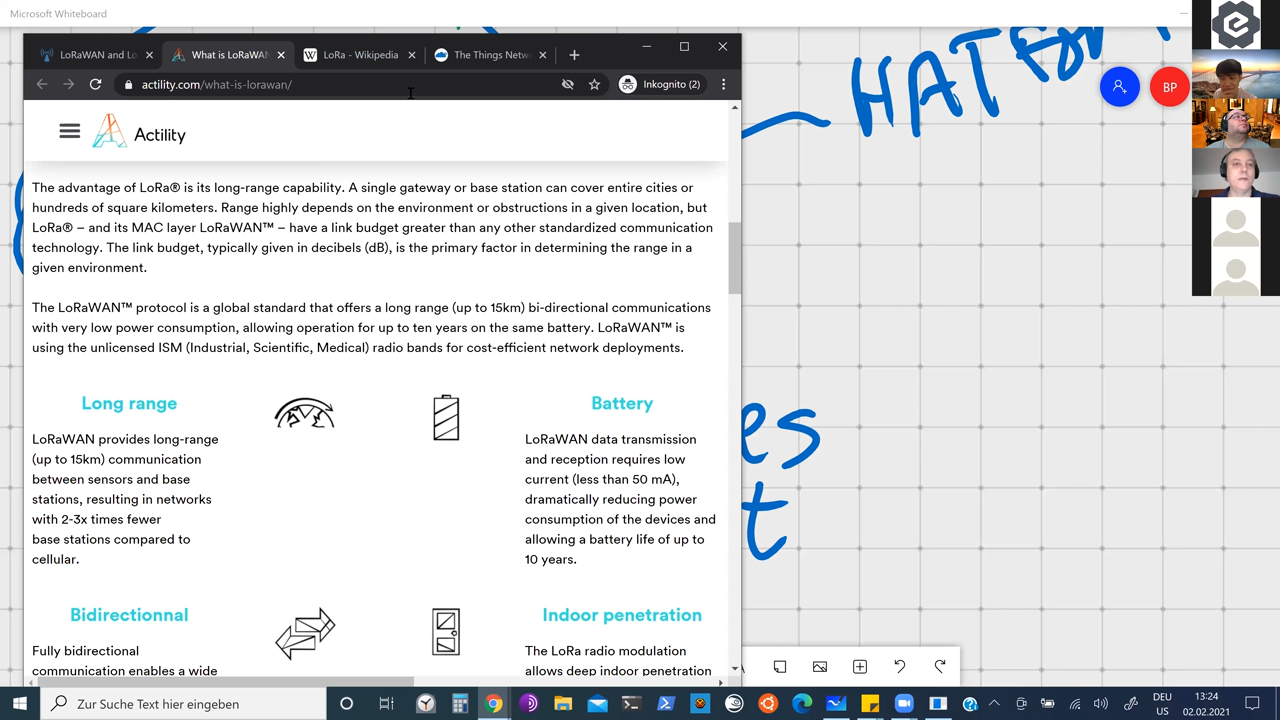 Microsoft Whiteboard
LoRaWAN and Lo
What is LoRaWAN
LoRa - Wikipedia
The Things Netw
actility.com/what-is-lorawan/
Inkognito (2)
HAT For
BP
Actility
The advantage of LoRa® is its long-range capability. A single gateway or base station can cover entire cities or
hundreds of square kilometers. Range highly depends on the environment or obstructions in a given location, but
LoRa® – and its MAC layer LoRaWAN™ – have a link budget greater than any other standardized communication
technology. The link budget, typically given in decibels (dB), is the primary factor in determining the range in a
given environment.
The LoRaWAN™ protocol is a global standard that offers a long range (up to 15km) bi-directional communications
with very low power consumption, allowing operation for up to ten years on the same battery. LoRaWAN™ is
using the unlicensed ISM (Industrial, Scientific, Medical) radio bands for cost-efficient network deployments.
Long range
LoRaWAN provides long-range
(up to 15km) communication
between sensors and base
stations, resulting in networks
with 2-3x times fewer
base stations compared to
cellular.
Battery
LoRaWAN data transmission
and reception requires low
current (less than 50 mA),
dramatically reducing power
consumption of the devices and
allowing a battery life of up to
10 years.
es
t
Bidirectionnal
Fully bidirectional
communication enables a wide
Indoor penetration
The LoRa radio modulation
allows deep indoor penetration
Zur Suche Text hier eingeben
DEU
US
13:24
02.02.2021